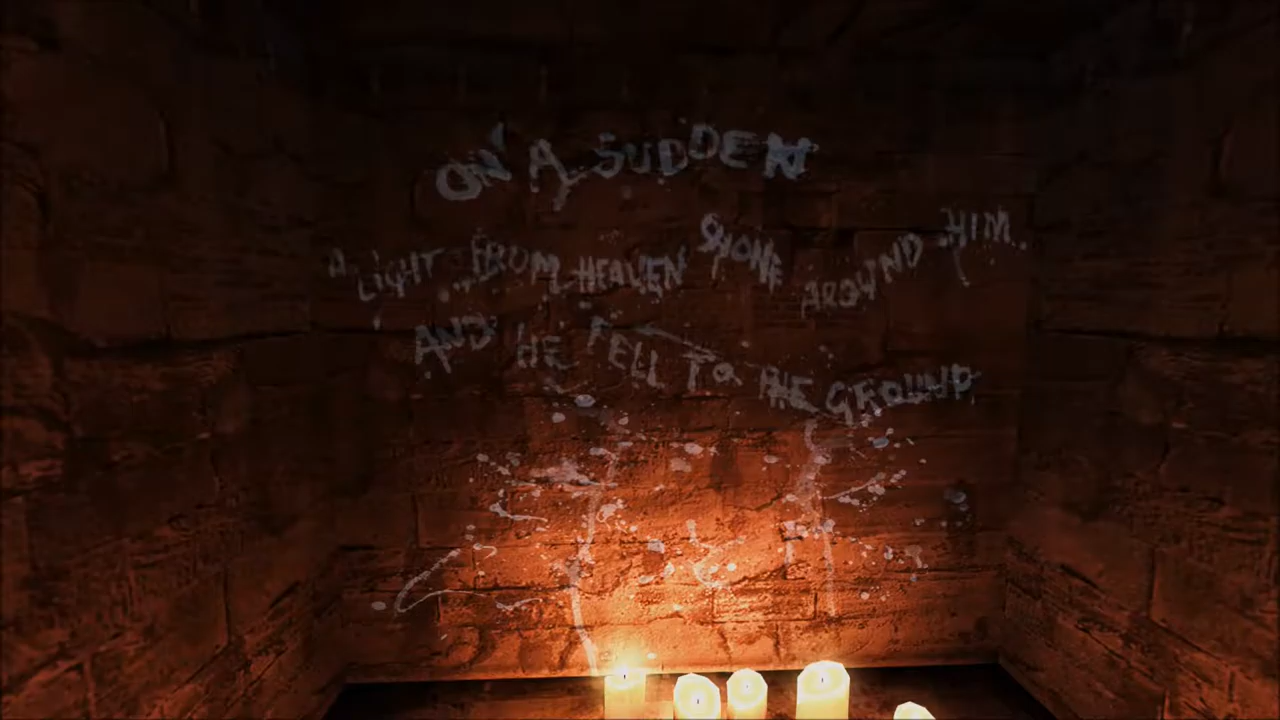 ON A SUDDEN
A LIGHT FROM HEAVEN SHONE AROUND HIM..
AND HE FELL TO THE GROUND